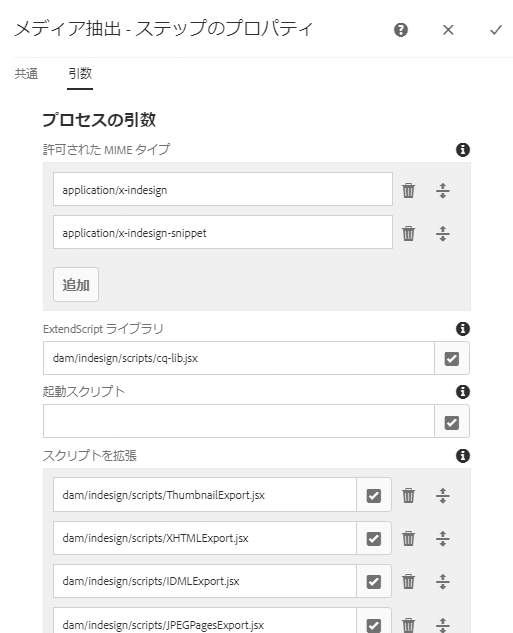 メディア抽出 - ステップのプロパティ
共通 引数
プロセスの引数
許可された MIME タイプ
application/x-indesign
application/x-indesign-snippet
追加
ExtendScript ライブラリ
dam/indesign/scripts/cq-lib.jsx
起動スクリプト
スクリプトを拡張
dam/indesign/scripts/ThumbnailExport.jsx
dam/indesign/scripts/XHTMLExport.jsx
dam/indesign/scripts/IDMLExport.jsx
dam/indesign/scripts/JPEGPagesExport.jsx